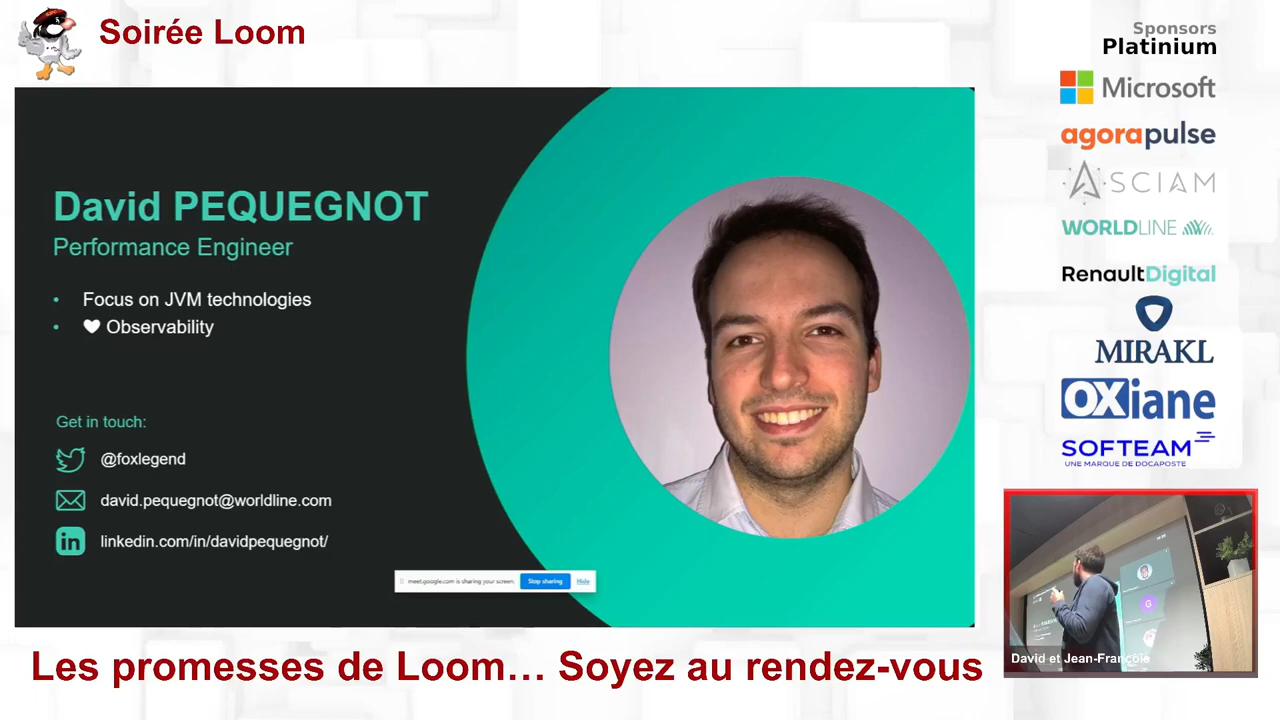 Soirée Loom
Sponsors
Platinium
Microsoft
agorapulse
SCIAM
WORLDLINE
RenaultDigital
MIRAKL
OXiane
SOFTEAM
UNE MARQUE DE DOCAPOSTE
David PEQUEGNOT
Performance Engineer
• Focus on JVM technologies
• ♥ Observability
Get in touch:
@foxlegend
david.pequegnot@worldline.com
in linkedin.com/in/davidpequegnot/
meet.google.com is sharing your screen. Stop sharing Hide
G
David et Jean-François
Les promesses de Loom… Soyez au rendez-vous